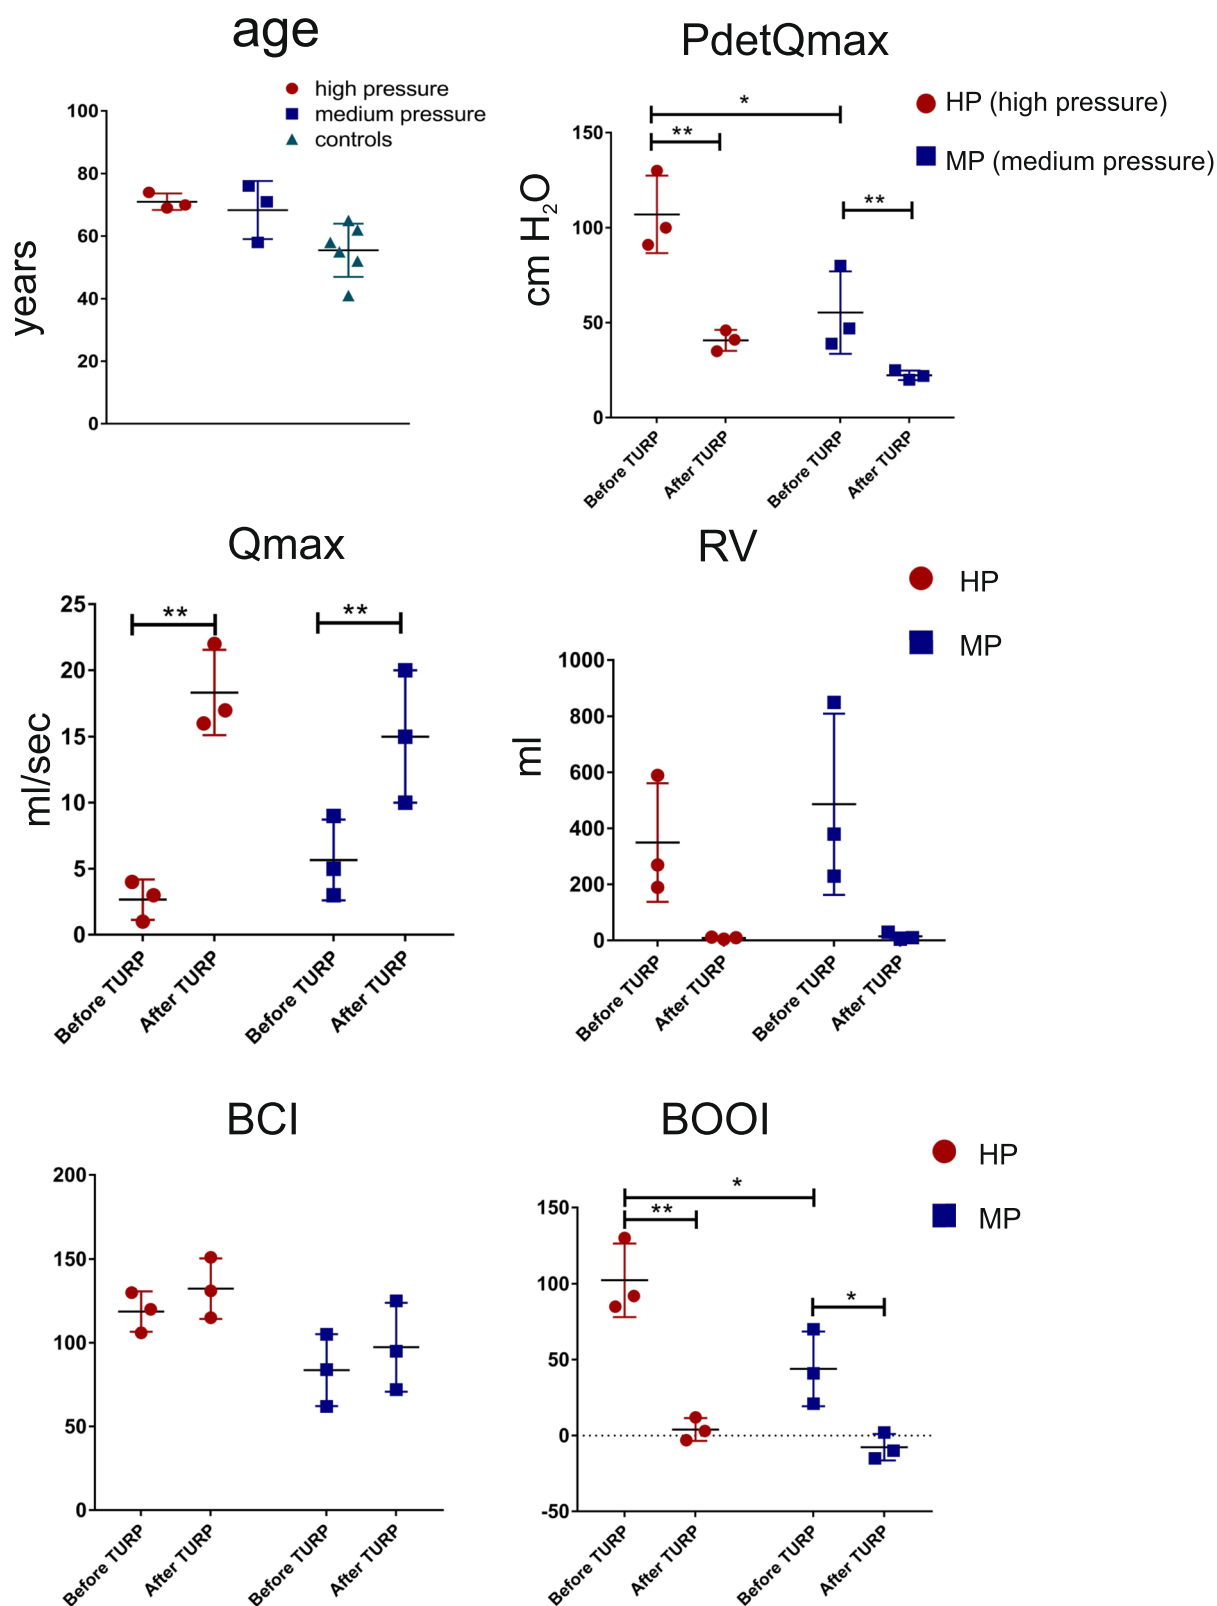 age
high pressure
medium pressure
controls
years
100
80
60
40
20
0
PdetQmax
HP (high pressure)
MP (medium pressure)
cm H₂O
150
100
50
0
*
**
**
Before TURP
After TURP
Before TURP
After TURP
Qmax
ml/sec
25
20
15
10
5
0
**
**
Before TURP
After TURP
Before TURP
After TURP
RV
HP
MP
ml
1000
800
600
400
200
0
Before TURP
After TURP
Before TURP
After TURP
BCI
200
150
100
50
0
Before TURP
After TURP
Before TURP
After TURP
BOOI
HP
MP
150
100
50
0
-50
*
**
*
Before TURP
After TURP
Before TURP
After TURP